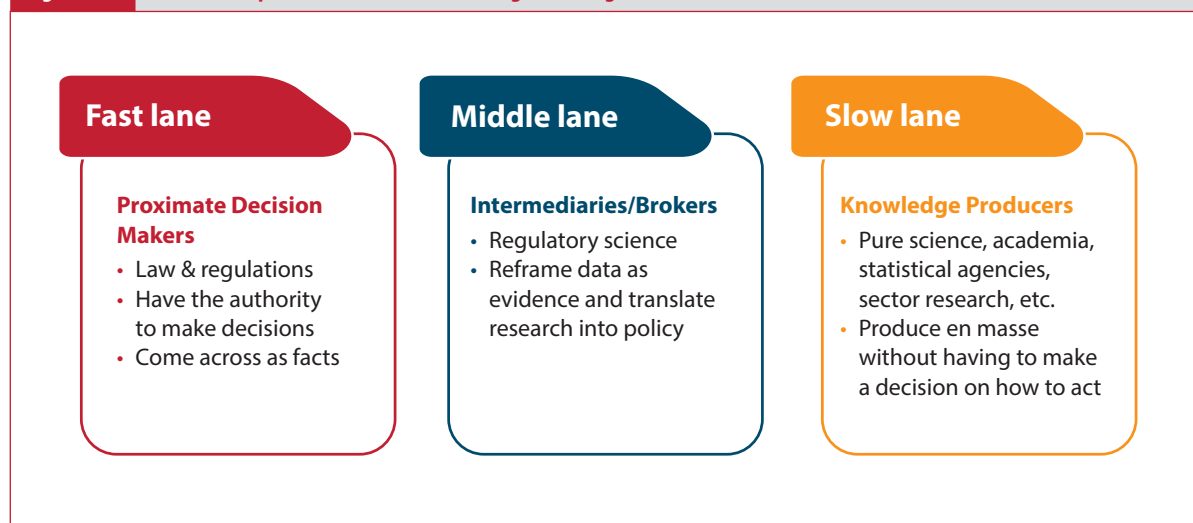 Fast lane
Proximate Decision
Makers
• Law & regulations
• Have the authority
to make decisions
• Come across as facts
Middle lane
Intermediaries/Brokers
• Regulatory science
• Reframe data as
evidence and translate
research into policy
Slow lane
Knowledge Producers
• Pure science, academia,
statistical agencies,
sector research, etc.
• Produce en masse
without having to make
a decision on how to act